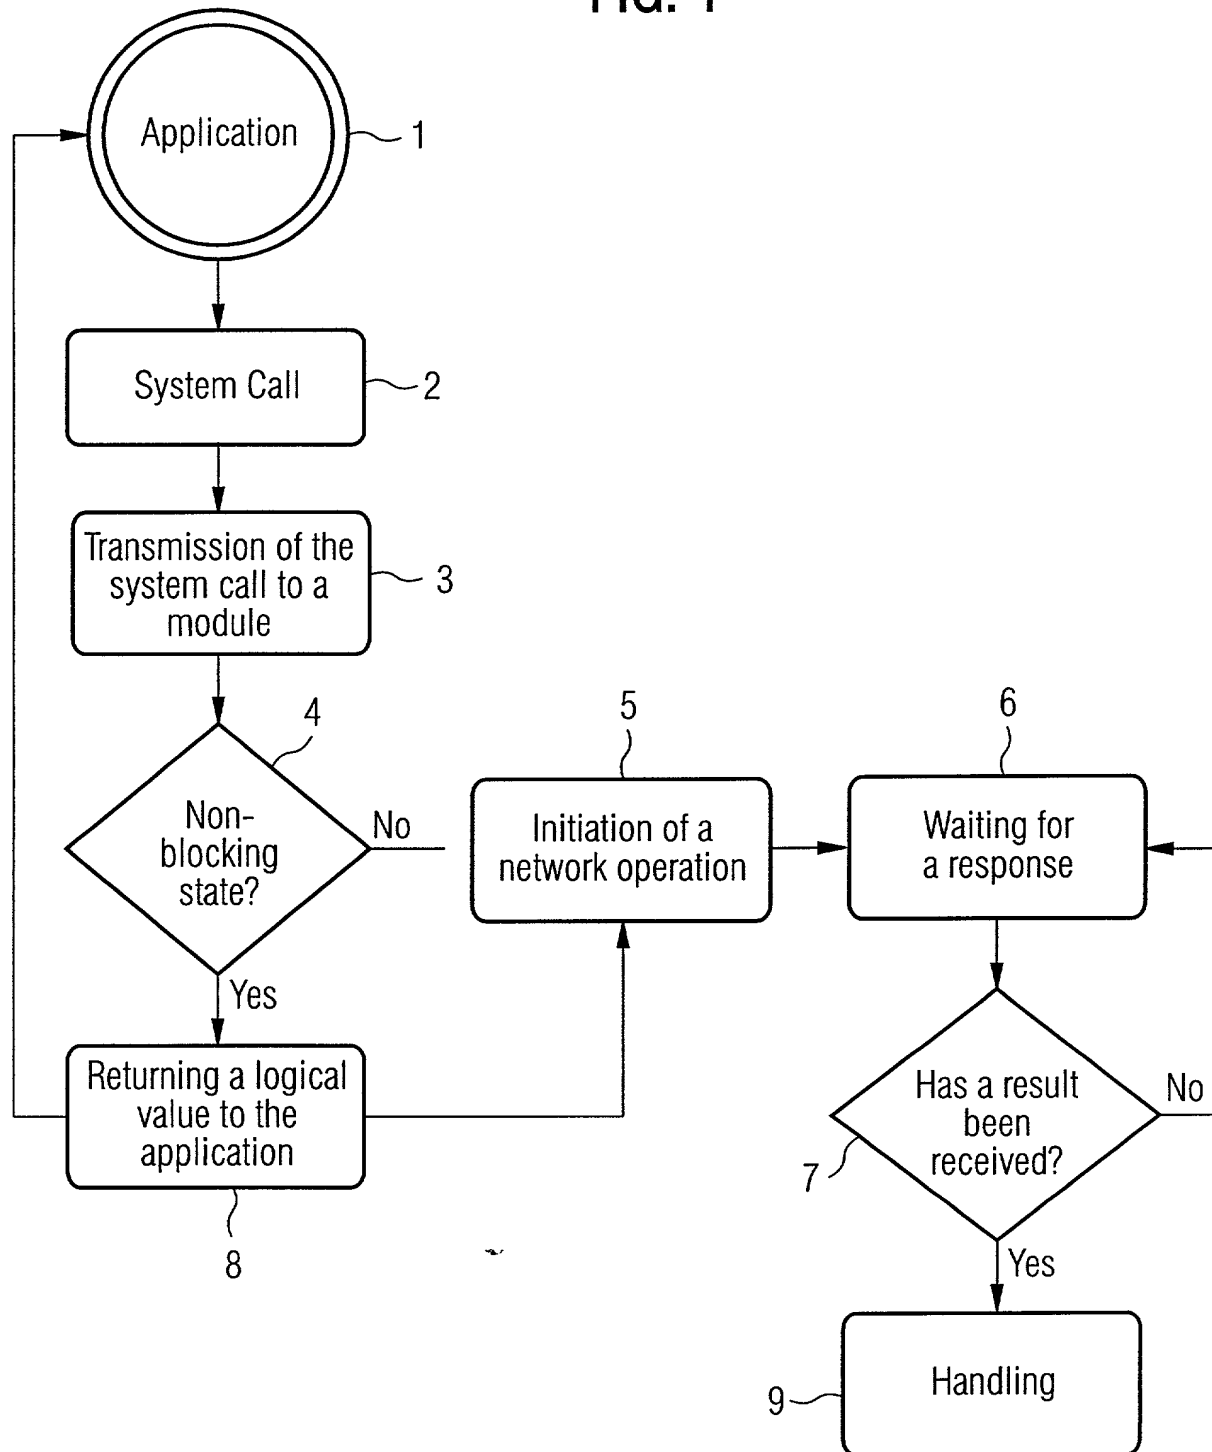 Application
1
System Call
2
Transmission of the
system call to a
module
3
4
Non-
blocking
state?
No
Yes
5
Initiation of a
network operation
6
Waiting for
a response
Returning a logical
value to the
application
8
Has a result
been
received?
No
7
Yes
Handling
9